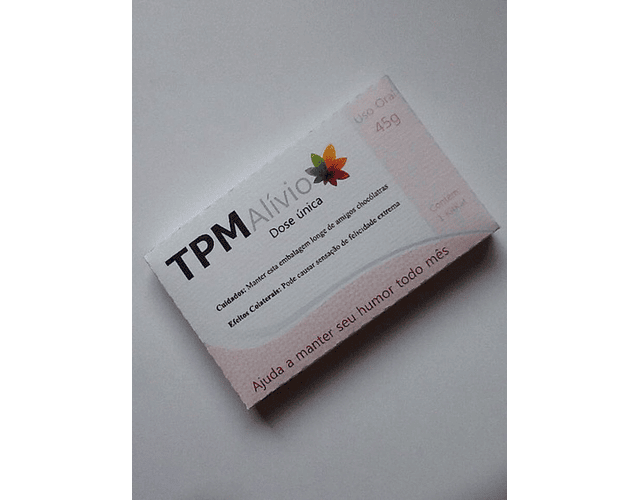 TPMAlívio
Dose única
Uso Oral
45g
Contém
1
Cuidados: Manter esta embalagem longe de amigos chocólatras
Efeitos Colaterais: Pode causar sensação de felicidade extrema
Ajuda a manter seu humor todo mês